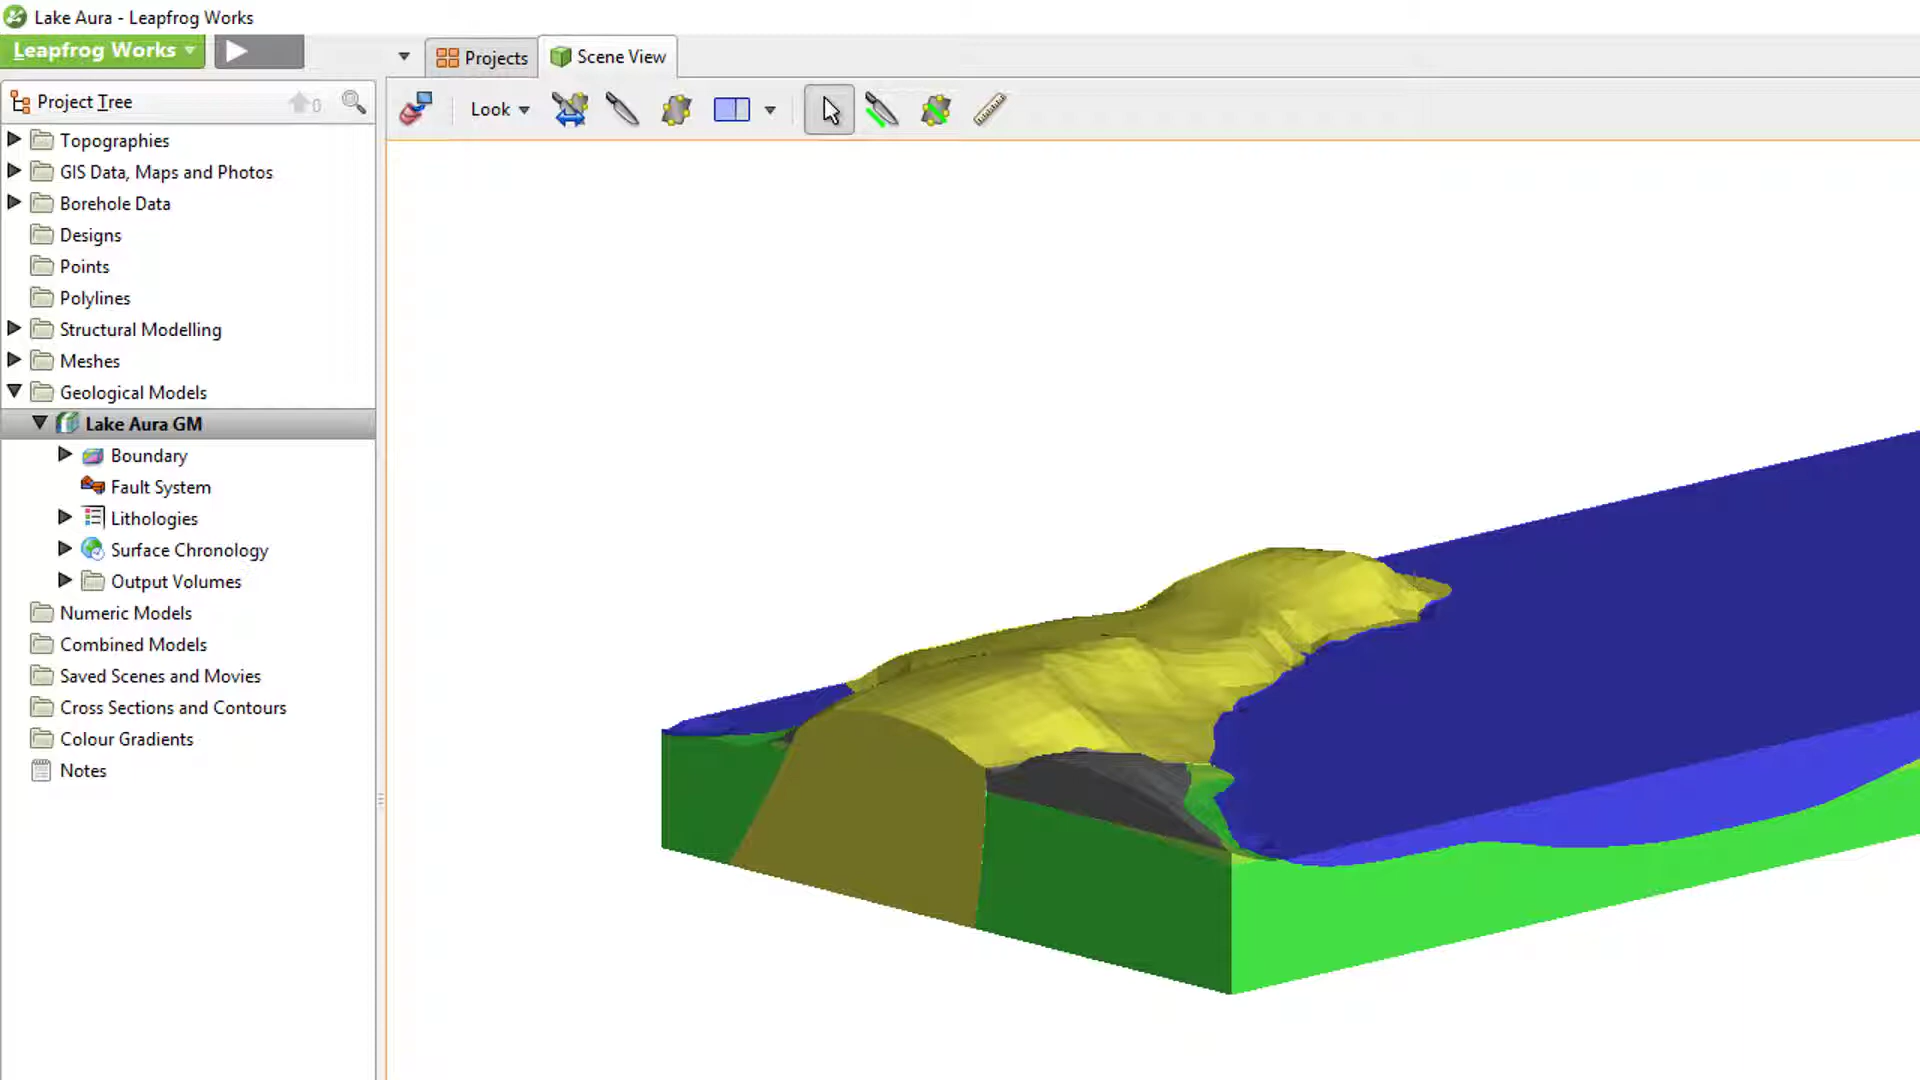 Lake Aura - Leapfrog Works
Leapfrog Works
Projects
Scene View
Project Tree
0
Look
Topographies
GIS Data, Maps and Photos
Borehole Data
Designs
Points
Polylines
Structural Modelling
Meshes
Geological Models
Lake Aura GM
Boundary
Fault System
Lithologies
Surface Chronology
Output Volumes
Numeric Models
Combined Models
Saved Scenes and Movies
Cross Sections and Contours
Colour Gradients
Notes